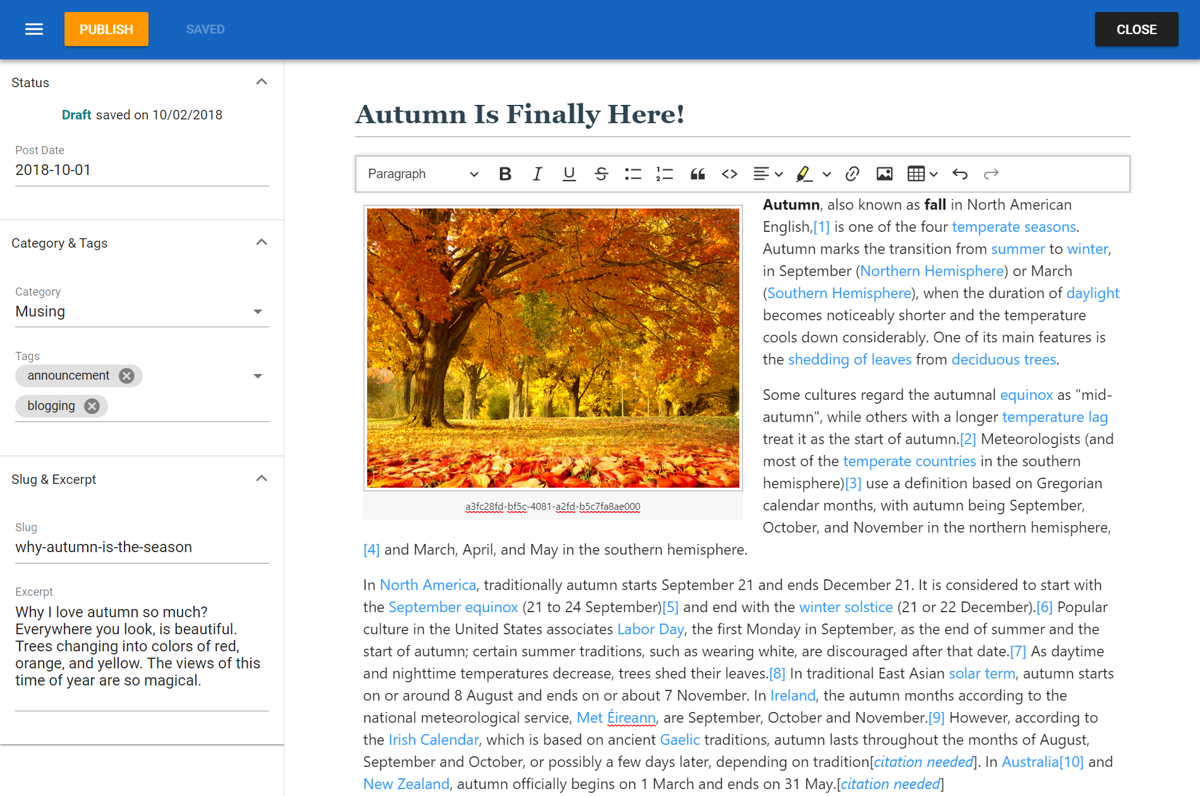 PUBLISH
SAVED
CLOSE
Status
Draft saved on 10/02/2018
Post Date
2018-10-01
Category & Tags
Category
Musing
Tags
announcement
blogging
Slug & Excerpt
Slug
why-autumn-is-the-season
Excerpt
Why I love autumn so much?
Everywhere you look, is beautiful.
Trees changing into colors of red,
orange, and yellow. The views of this
time of year are so magical.
Autumn Is Finally Here!
Paragraph
B I U S
a3fc28fd-bf5c-4081-a2fd-b5c7fa8ae000
Autumn, also known as fall in North American
English,[1] is one of the four temperate seasons.
Autumn marks the transition from summer to winter,
in September (Northern Hemisphere) or March
(Southern Hemisphere), when the duration of daylight
becomes noticeably shorter and the temperature
cools down considerably. One of its main features is
the shedding of leaves from deciduous trees.
Some cultures regard the autumnal equinox as "mid-
autumn", while others with a longer temperature lag
treat it as the start of autumn.[2] Meteorologists (and
most of the temperate countries in the southern
hemisphere)[3] use a definition based on Gregorian
calendar months, with autumn being September,
October, and November in the northern hemisphere,
[4] and March, April, and May in the southern hemisphere.
In North America, traditionally autumn starts September 21 and ends December 21. It is considered to start with
the September equinox (21 to 24 September)[5] and end with the winter solstice (21 or 22 December).[6] Popular
culture in the United States associates Labor Day, the first Monday in September, as the end of summer and the
start of autumn; certain summer traditions, such as wearing white, are discouraged after that date.[7] As daytime
and nighttime temperatures decrease, trees shed their leaves.[8] In traditional East Asian solar term, autumn starts
on or around 8 August and ends on or about 7 November. In Ireland, the autumn months according to the
national meteorological service, Met Éireann, are September, October and November.[9] However, according to
the Irish Calendar, which is based on ancient Gaelic traditions, autumn lasts throughout the months of August,
September and October, or possibly a few days later, depending on tradition[citation needed]. In Australia[10] and
New Zealand, autumn officially begins on 1 March and ends on 31 May.[citation needed]